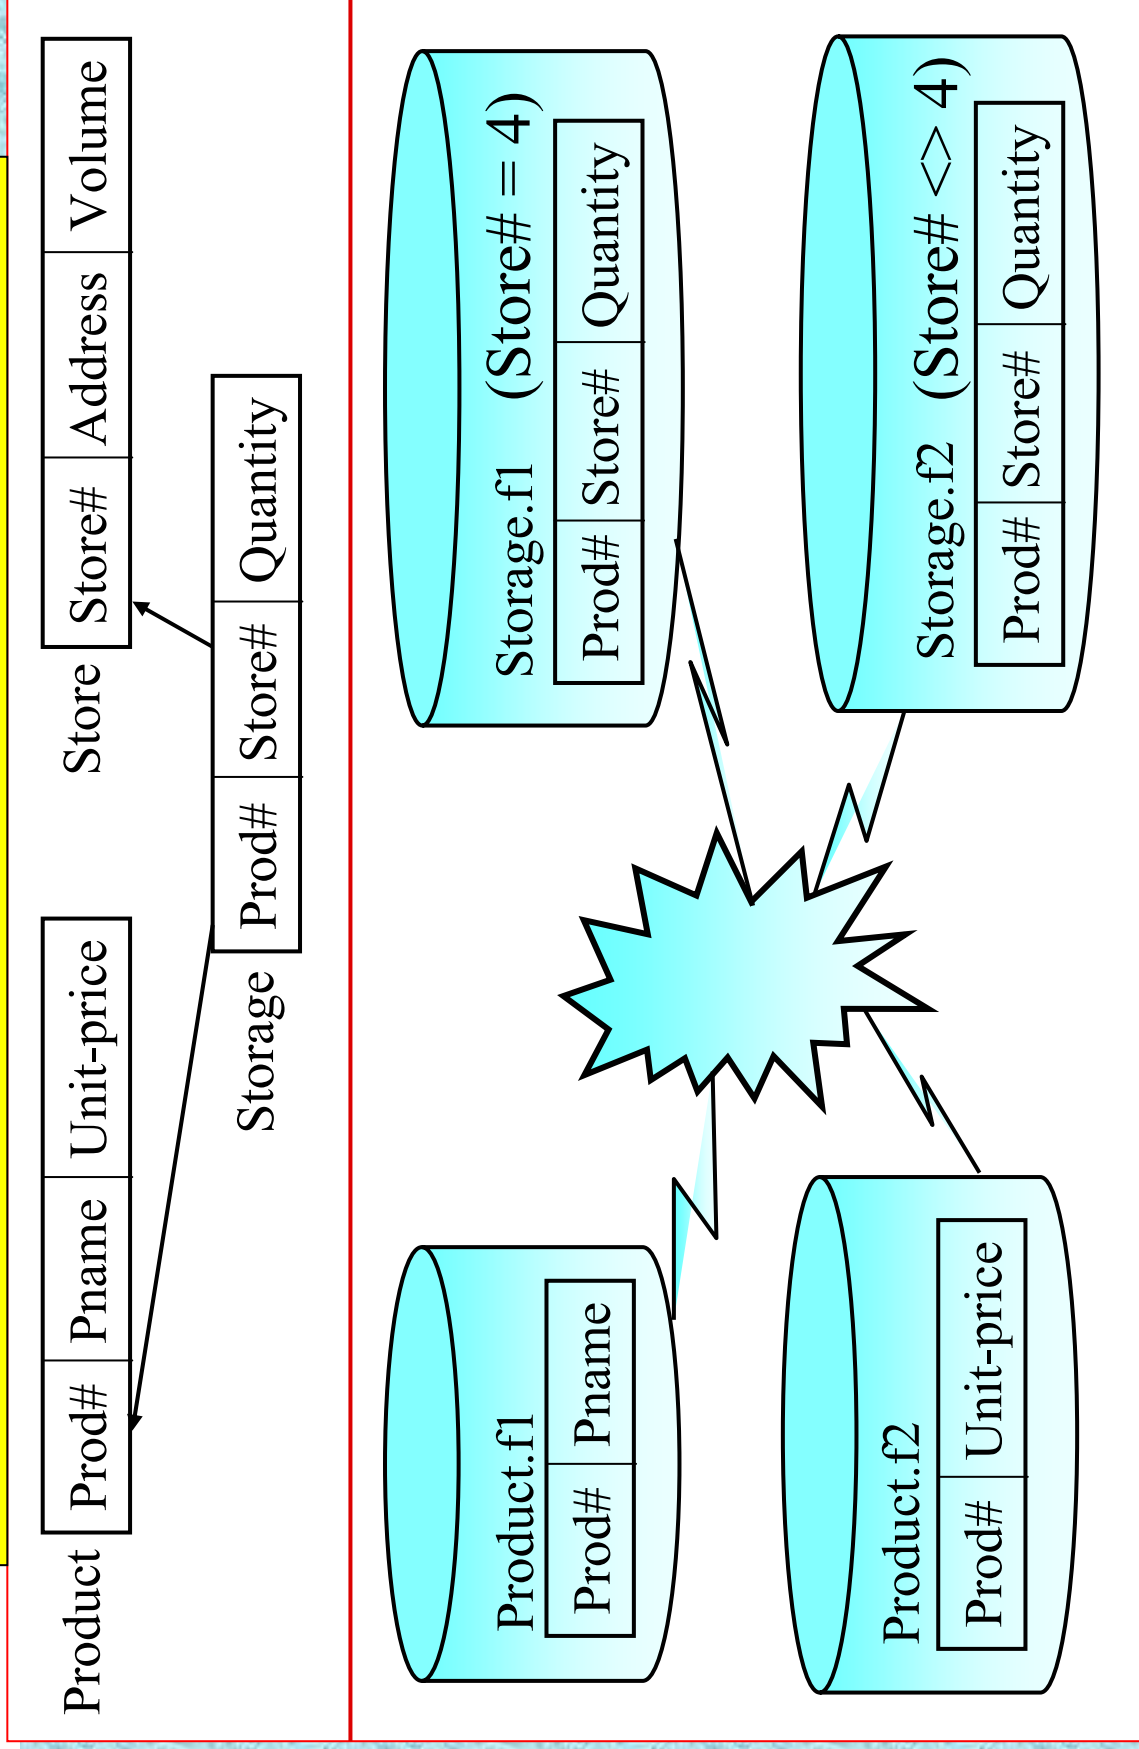 Product Prod# Pname Unit-price Store Store# Address Volume
Storage Prod# Store# Quantity
Product.f1
Prod# Pname
Storage.f1 (Store# = 4)
Prod# Store# Quantity
Product.f2
Prod# Unit-price
Storage.f2 (Store# <> 4)
Prod# Store# Quantity